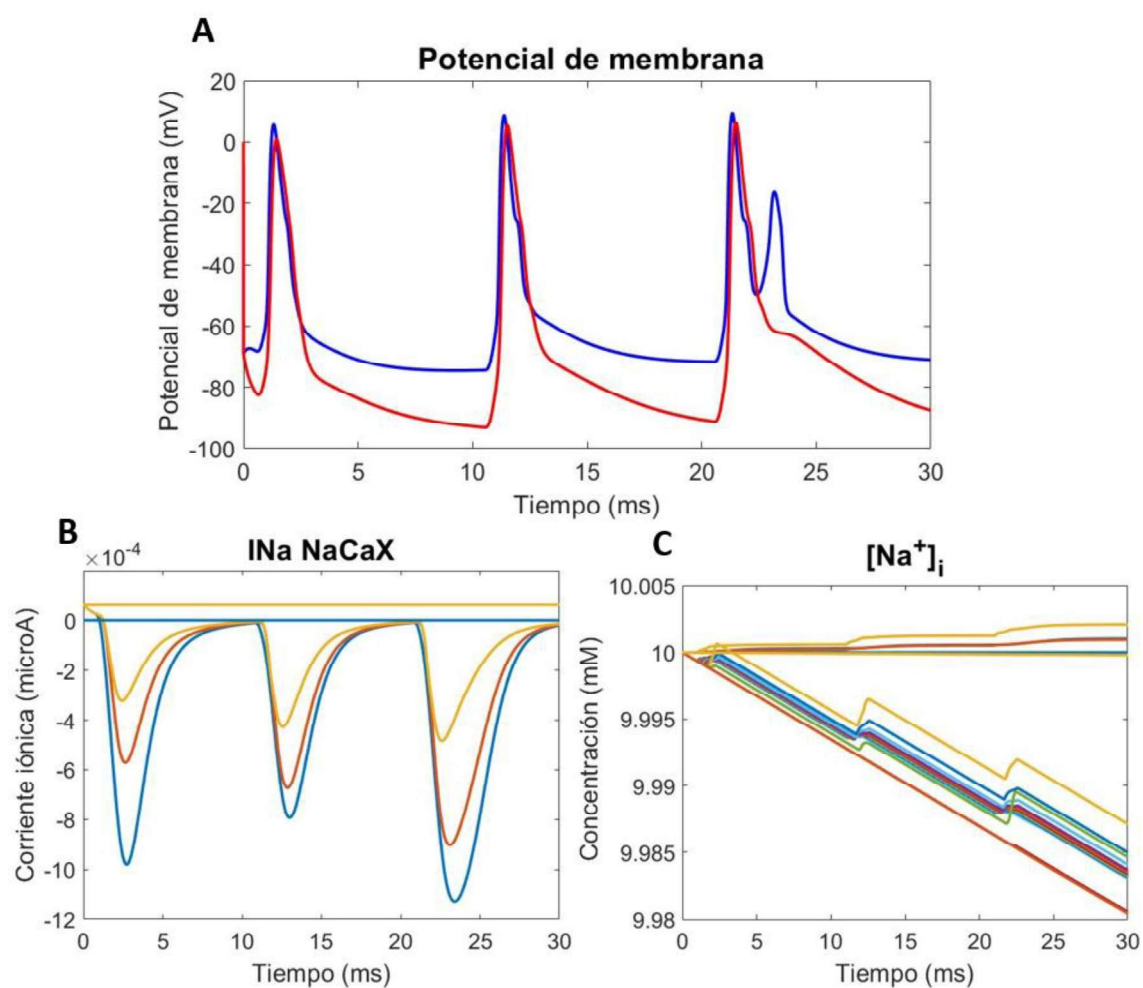 A
Potencial de membrana
Potencial de membrana (mV)
20
0
-20
-40
-60
-80
-100
0 5 10 15 20 25 30
Tiempo (ms)
B
INa NaCaX
×10⁻⁴
Corriente iónica (microA)
0
-2
-4
-6
-8
-10
-12
0 5 10 15 20 25 30
Tiempo (ms)
C
[Na⁺]ᵢ
Concentración (mM)
10.005
10
9.995
9.99
9.985
9.98
0 5 10 15 20 25 30
Tiempo (ms)